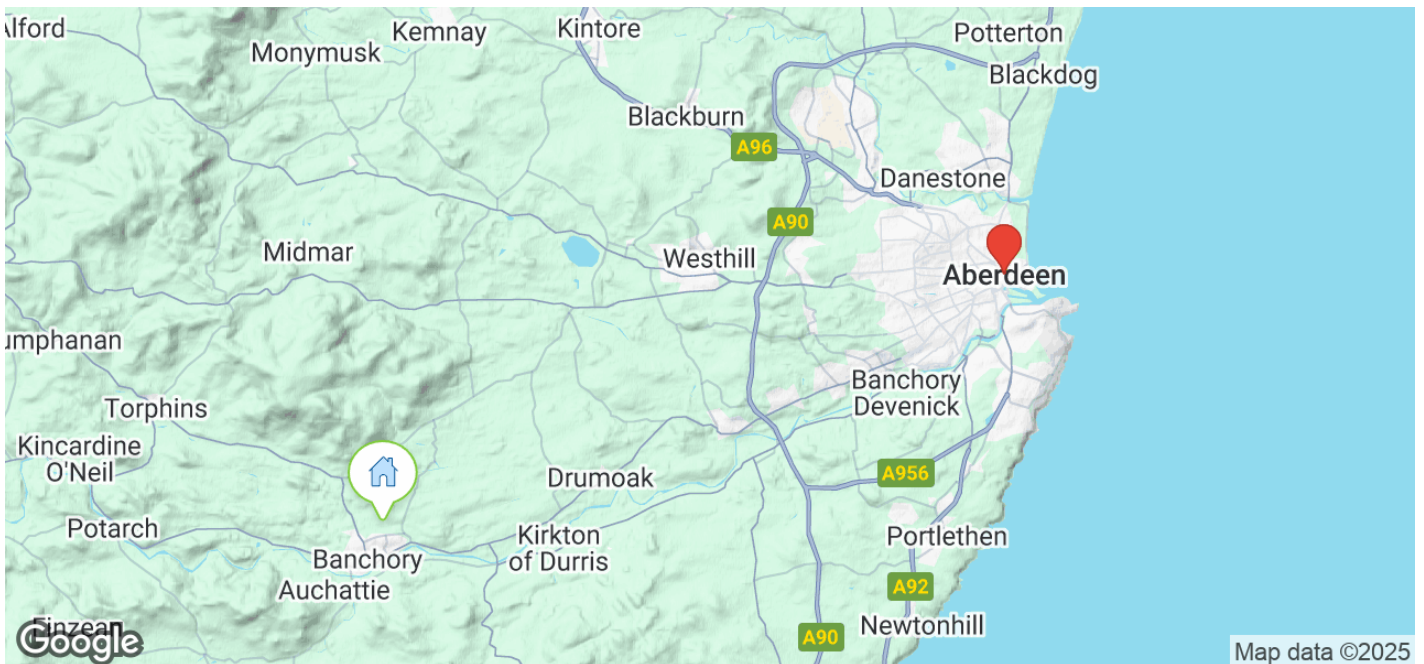 Alford
Kemnay
Kintore
Potterton
Monymusk
Blackdog
Blackburn
A96
Danestone
A90
Midmar
Westhill
Aberdeen
umphanan
Banchory
Devenick
Torphins
Kincardine
O'Neil
Drumoak
A956
Potarch
Kirkton
of Durris
Portlethen
Banchory
Auchattie
A92
Finzean
Newtonhill
A90
Google
Map data ©2025